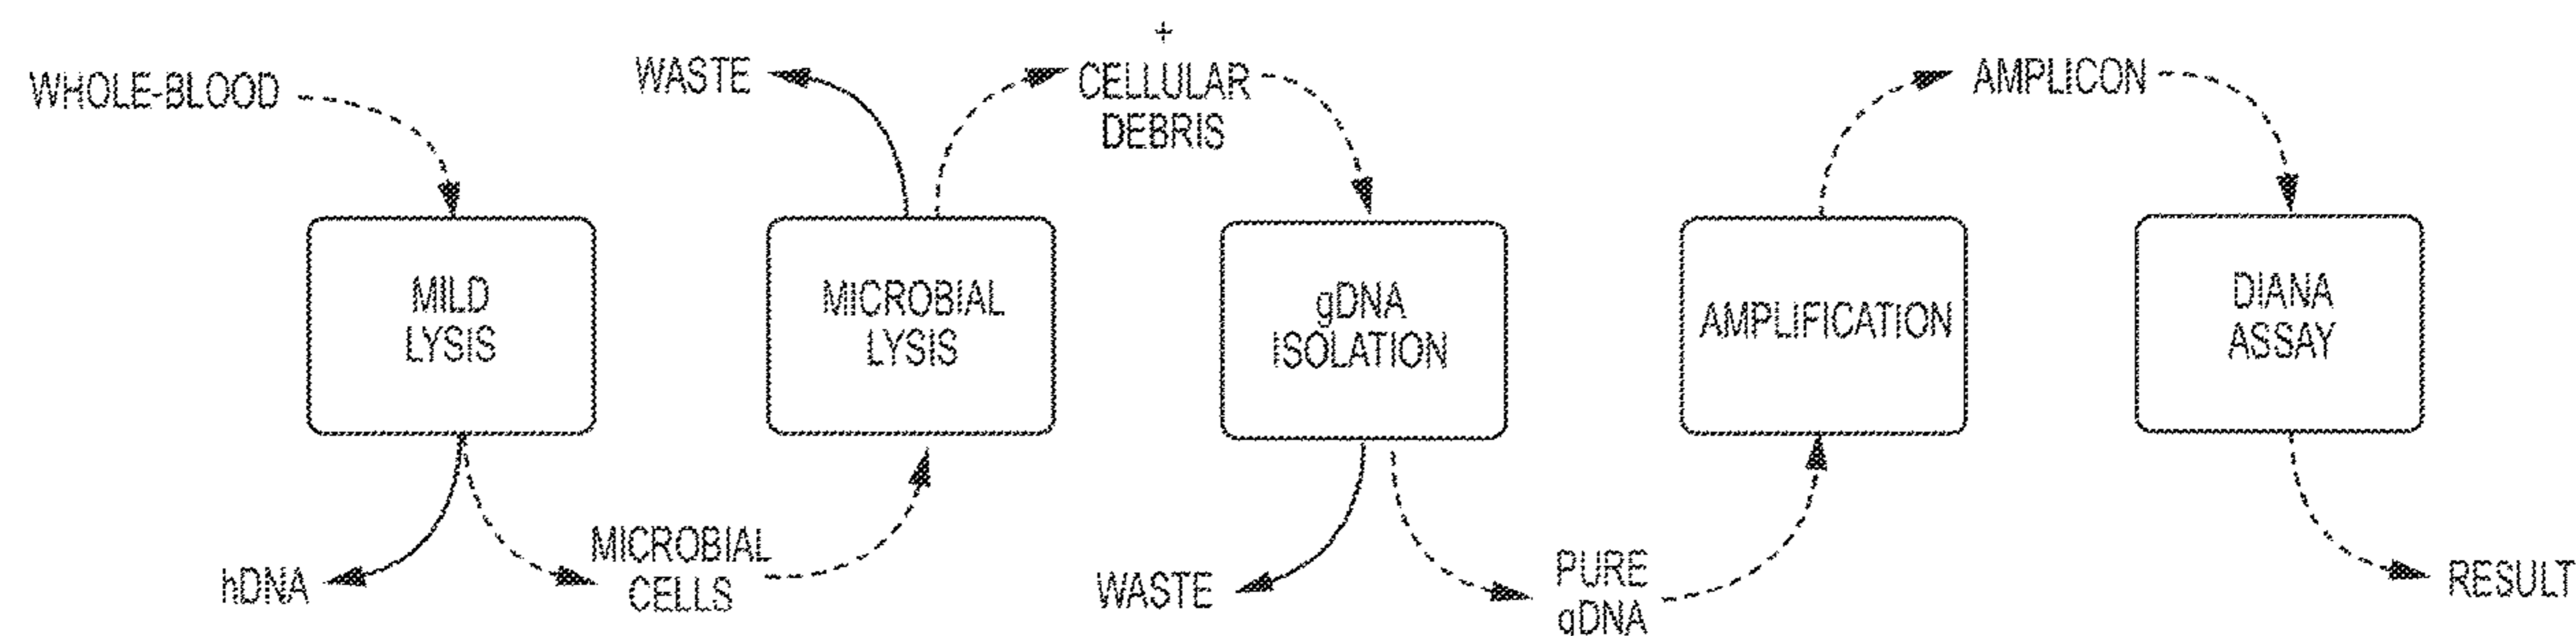 WHOLE-BLOOD
MILD
LYSIS
hDNA
MICROBIAL
CELLS
WASTE
MICROBIAL
LYSIS
+
CELLULAR
DEBRIS
gDNA
ISOLATION
WASTE
PURE
gDNA
AMPLIFICATION
AMPLICON
DIANA
ASSAY
RESULT